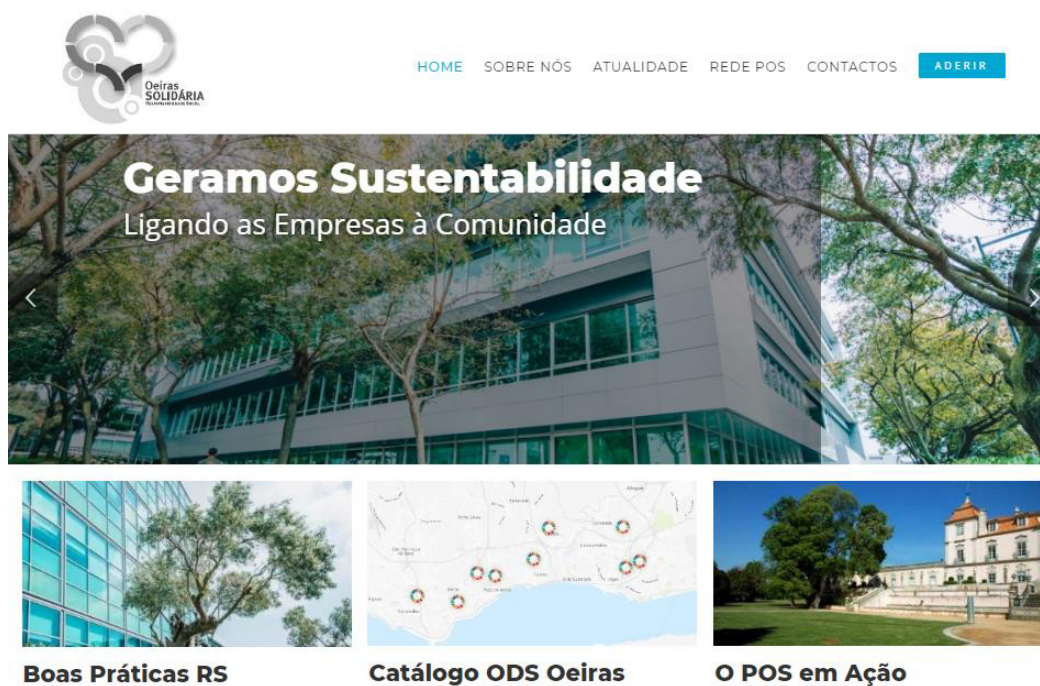 Oeiras
SOLIDÁRIA
HOME SOBRE NÓS ATUALIDADE REDE POS CONTACTOS ADERIR
Geramos Sustentabilidade
Ligando as Empresas à Comunidade
Boas Práticas RS
Catálogo ODS Oeiras
O POS em Ação